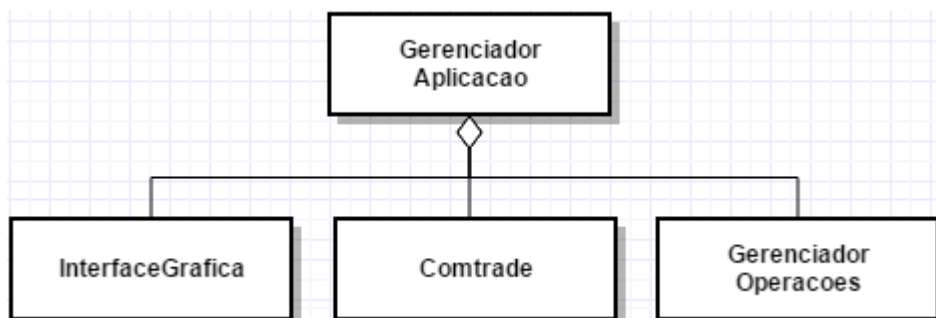 Gerenciador
Aplicacao
InterfaceGrafica
Comtrade
Gerenciador
Operacoes